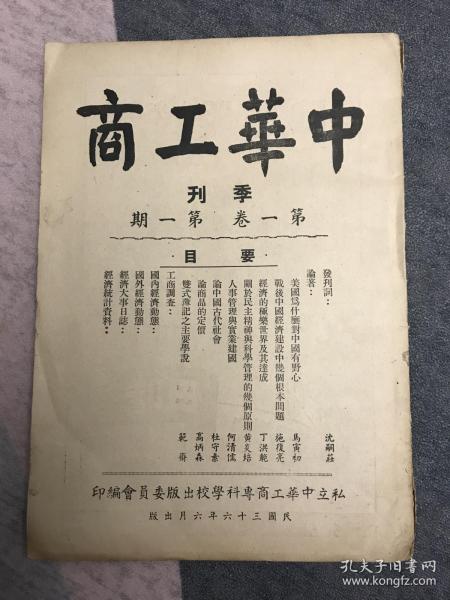 中華工商
季刊
第一卷 第一期
·要目·
發刊詞： 沈嗣莊
論著：
美國爲什麼對中國有野心 馬寅初
戰後中國經濟建設中幾個根本問題 施復亮
經濟的極樂世界及其達成 丁洪範
關於民主精神與科學管理的幾個原則 黃炎培
人事管理與實業建國 何清儒
論中國古代社會 杜守素
論商品的定價 高炳森
雙式簿記之主要學說 範齋
工商調查：
國內經濟動態：
國外經濟動態：
經濟大事日誌：
經濟統計資料：
私立中華工商專科學校出版委員會編印
民國三十六年六月出版
孔夫子旧书网
www.kongfz.com